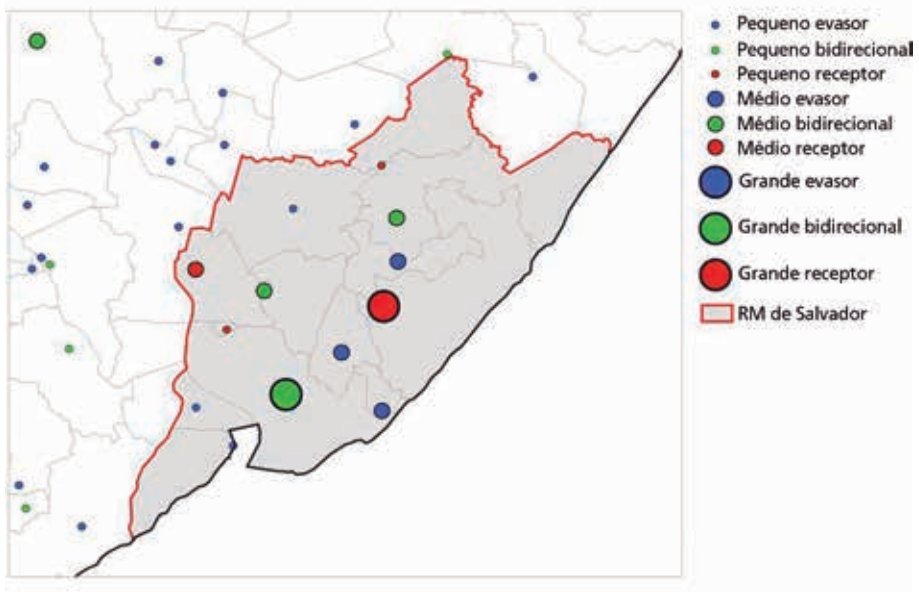 Pequeno evasor
Pequeno bidirecional
Pequeno receptor
Médio evasor
Médio bidirecional
Médio receptor
Grande evasor
Grande bidirecional
Grande receptor
RM de Salvador